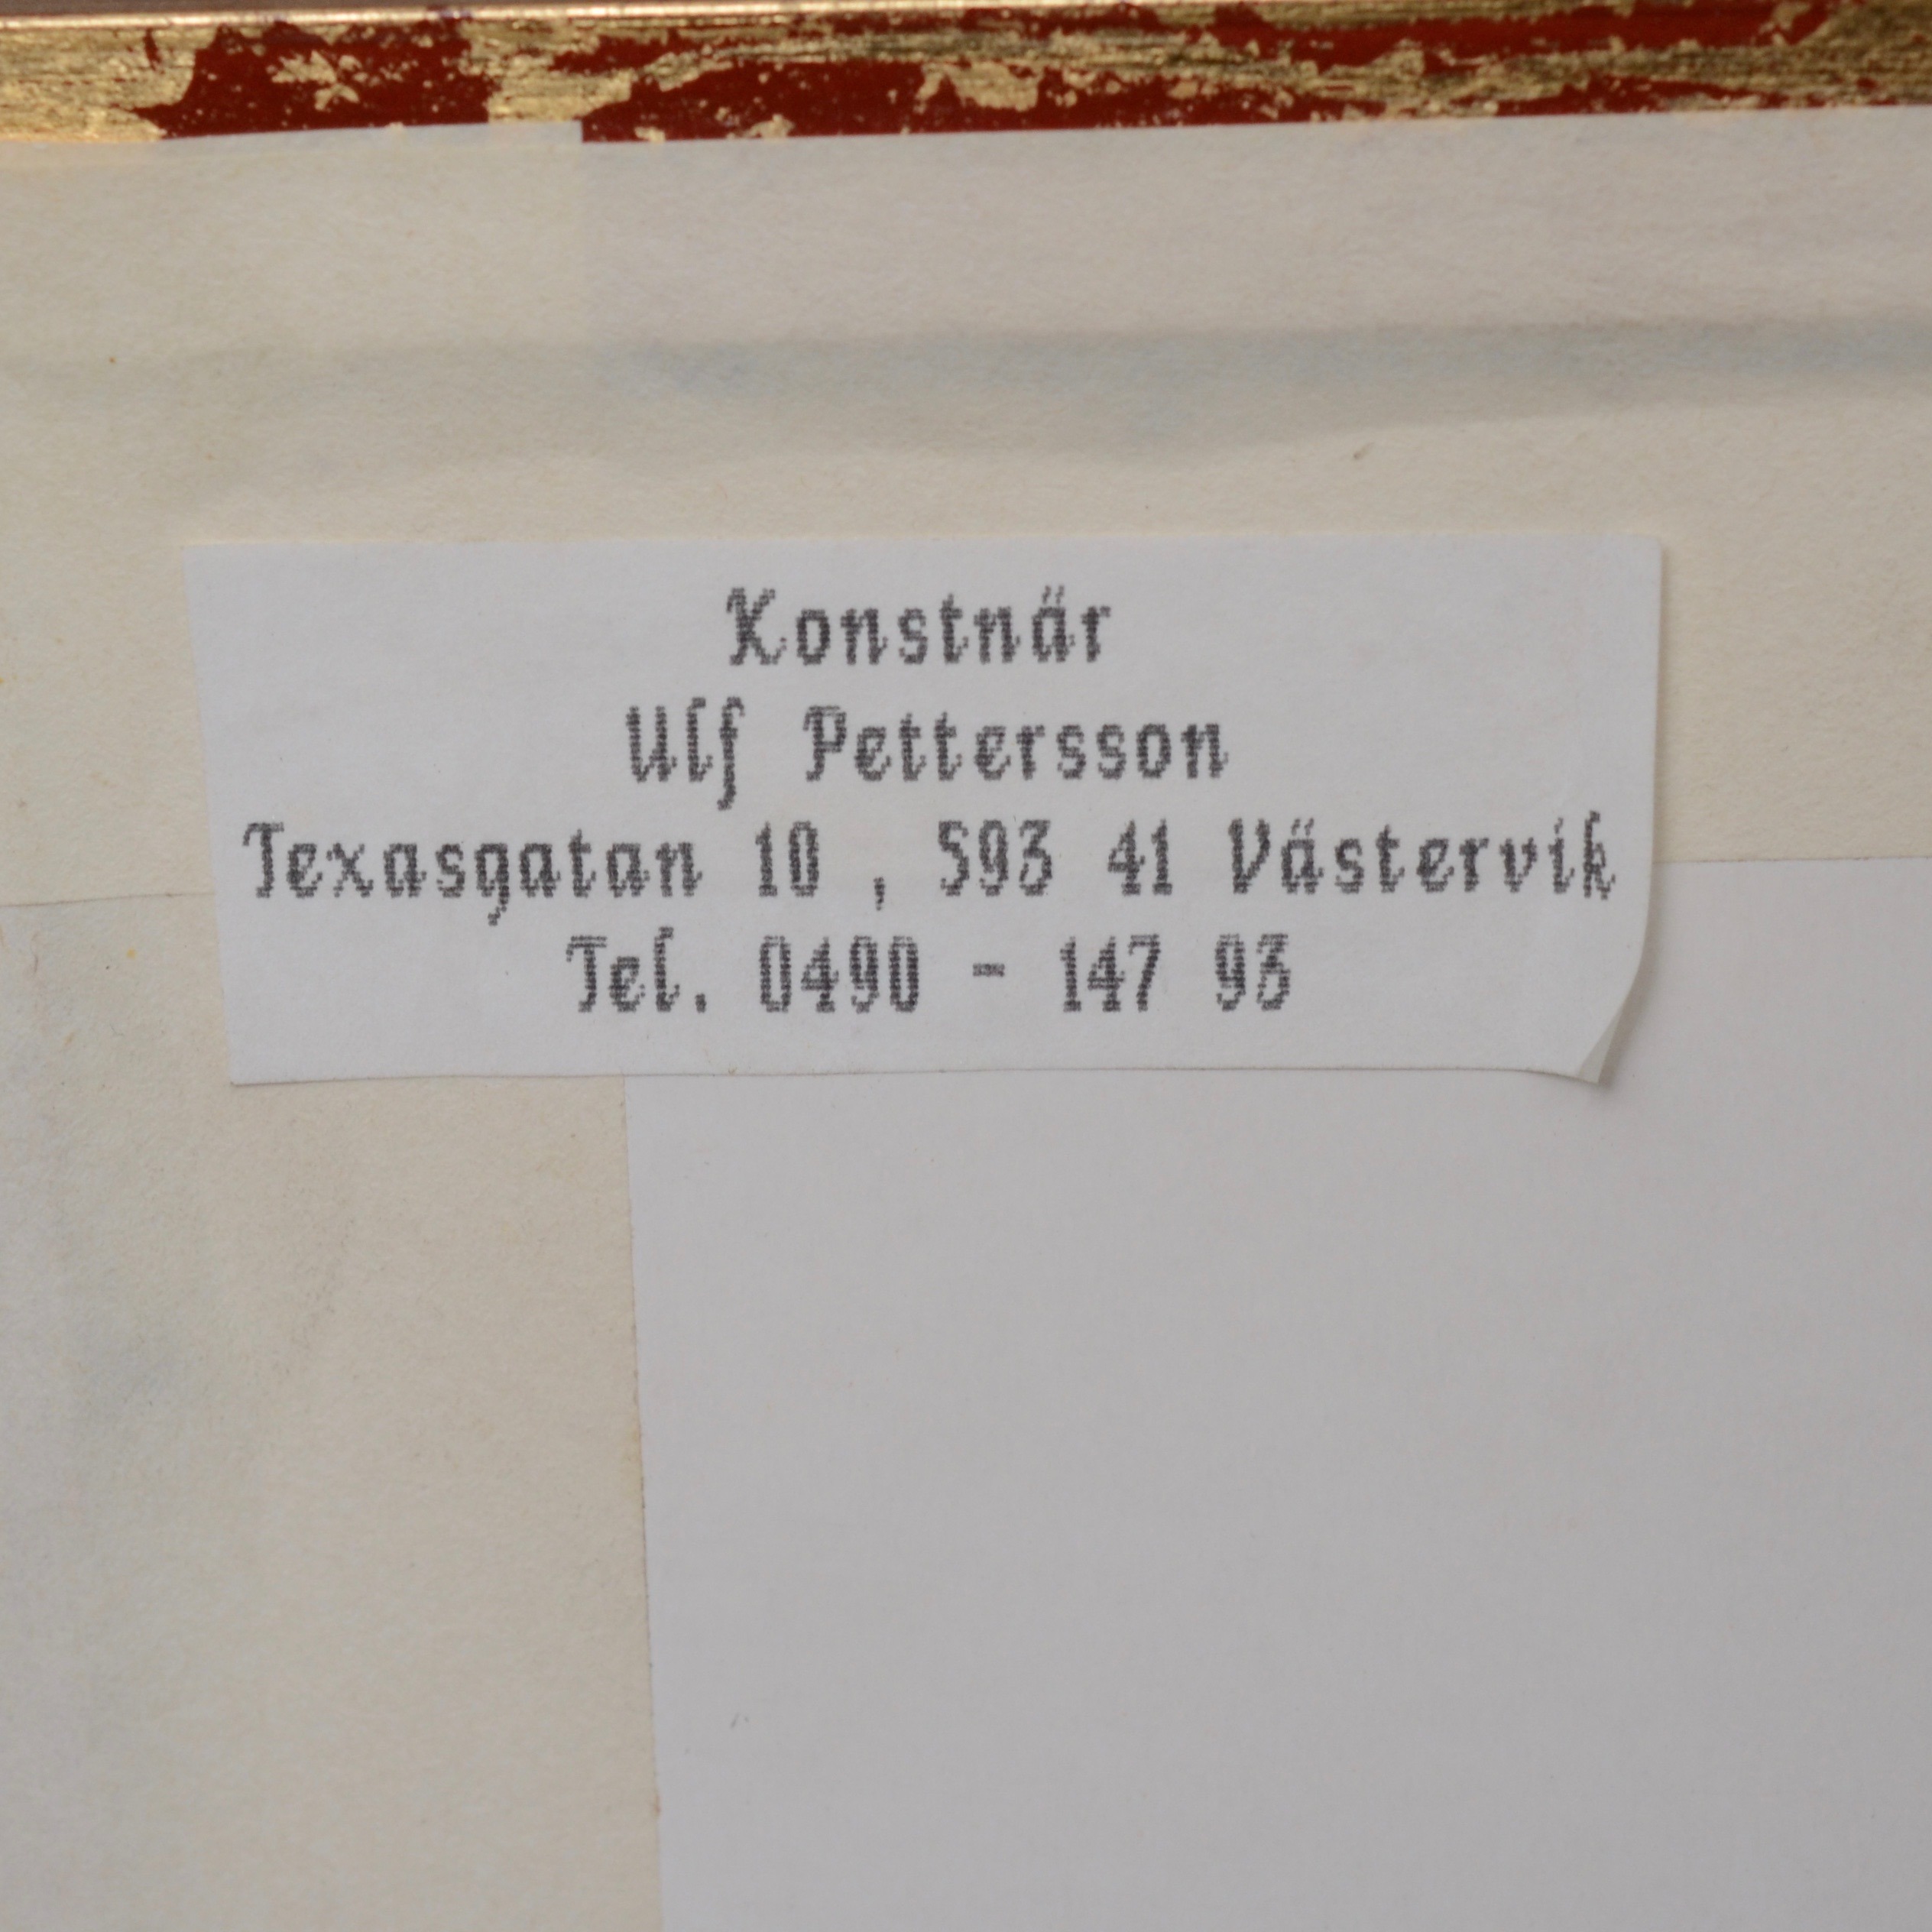 Konstnär
Ulf Pettersson
Texasgatan 10 , 593 41 Västervik
Tel. 0490 - 147 93